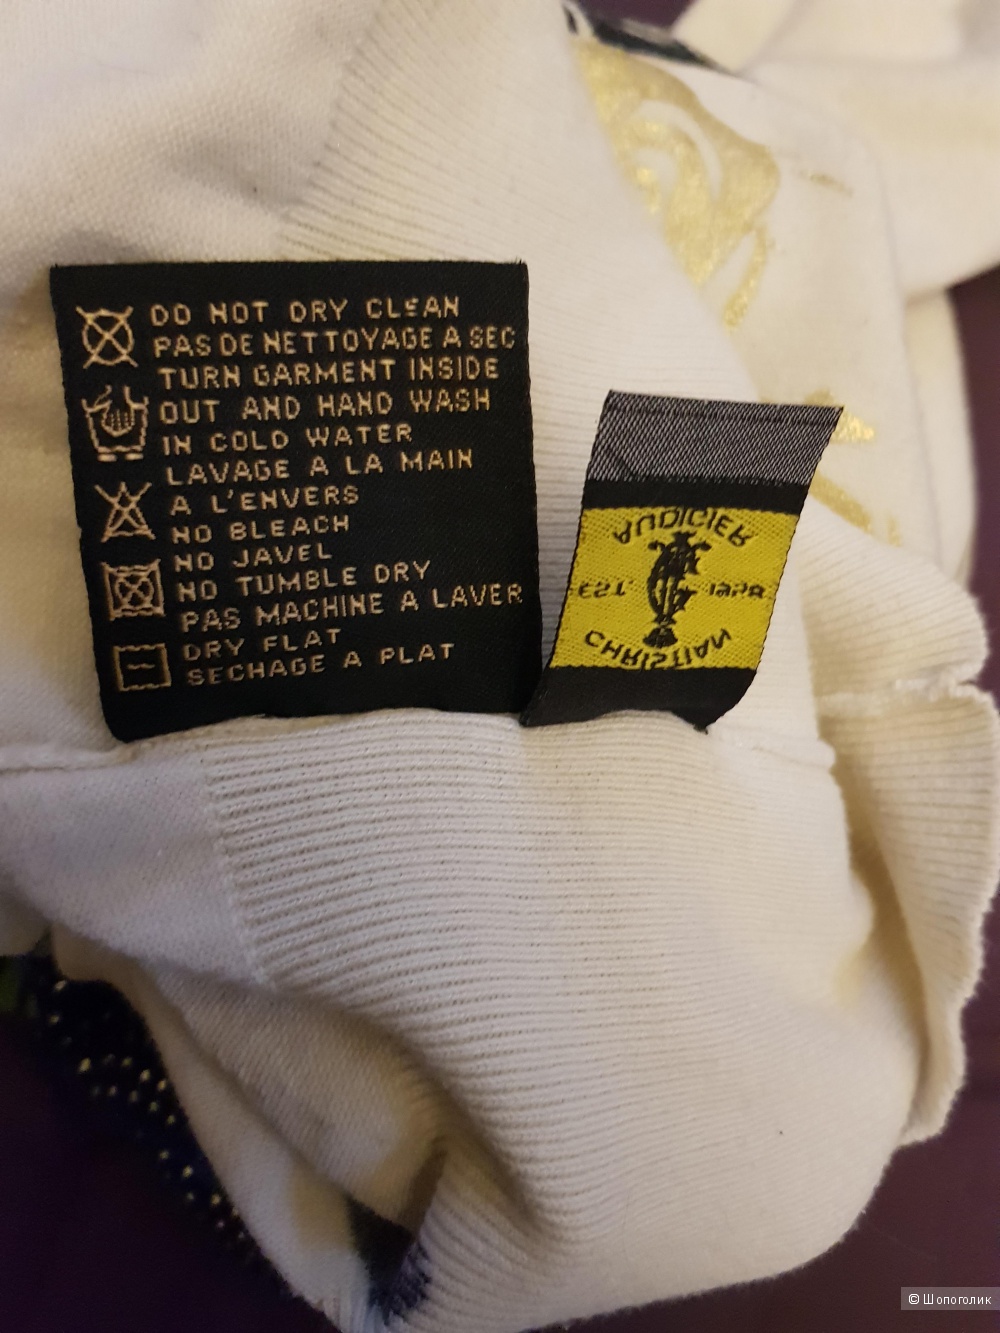 DO NOT DRY CLEAN
PAS DE NETTOYAGE A SEC
TURN GARMENT INSIDE
OUT AND HAND WASH
IN COLD WATER
LAVAGE A LA MAIN
A L'ENVERS
NO BLEACH
NO JAVEL
NO TUMBLE DRY
PAS MACHINE A LAVER
DRY FLAT
SECHAGE A PLAT
CHRISTIAN
EST.
AUDIGIER
© Шопоголик